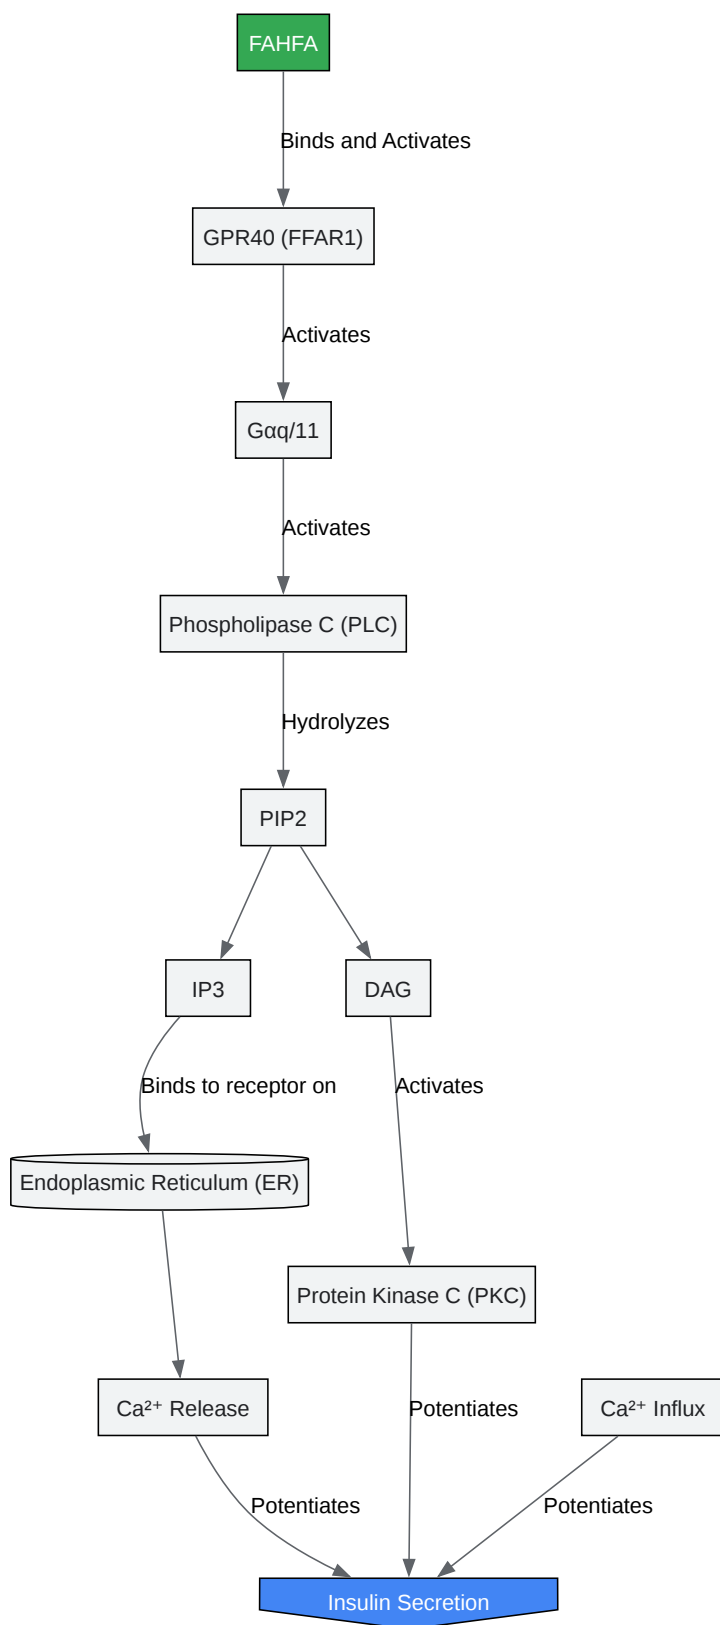 FAHFA
Binds and Activates
GPR40 (FFAR1)
Activates
Gαq/11
Activates
Phospholipase C (PLC)
Hydrolyzes
PIP2
IP3
DAG
Binds to receptor on
Activates
Endoplasmic Reticulum (ER)
Protein Kinase C (PKC)
Ca²⁺ Release
Potentiates
Ca²⁺ Influx
Potentiates
Potentiates
Insulin Secretion